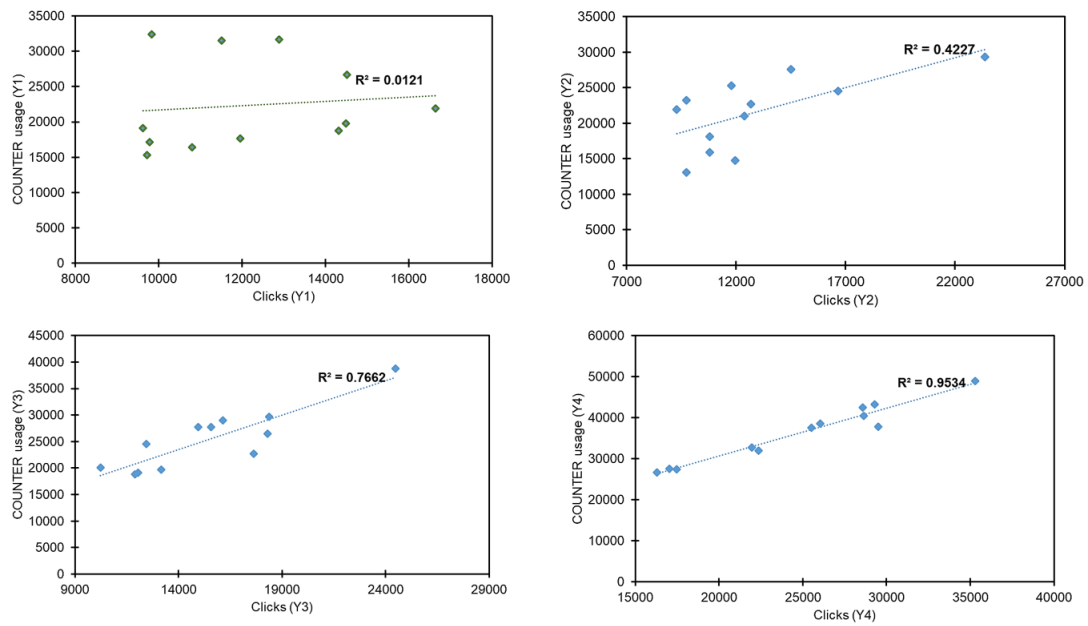 35000
30000
25000
20000
15000
10000
5000
0
COUNTER usage (Y1)
R² = 0.0121
8000 10000 12000 14000 16000 18000
Clicks (Y1)
35000
30000
25000
20000
15000
10000
5000
0
COUNTER usage (Y2)
R² = 0.4227
7000 12000 17000 22000 27000
Clicks (Y2)
45000
40000
35000
30000
25000
20000
15000
10000
5000
0
COUNTER usage (Y3)
R² = 0.7662
9000 14000 19000 24000 29000
Clicks (Y3)
60000
50000
40000
30000
20000
10000
0
COUNTER usage (Y4)
R² = 0.9534
15000 20000 25000 30000 35000 40000
Clicks (Y4)